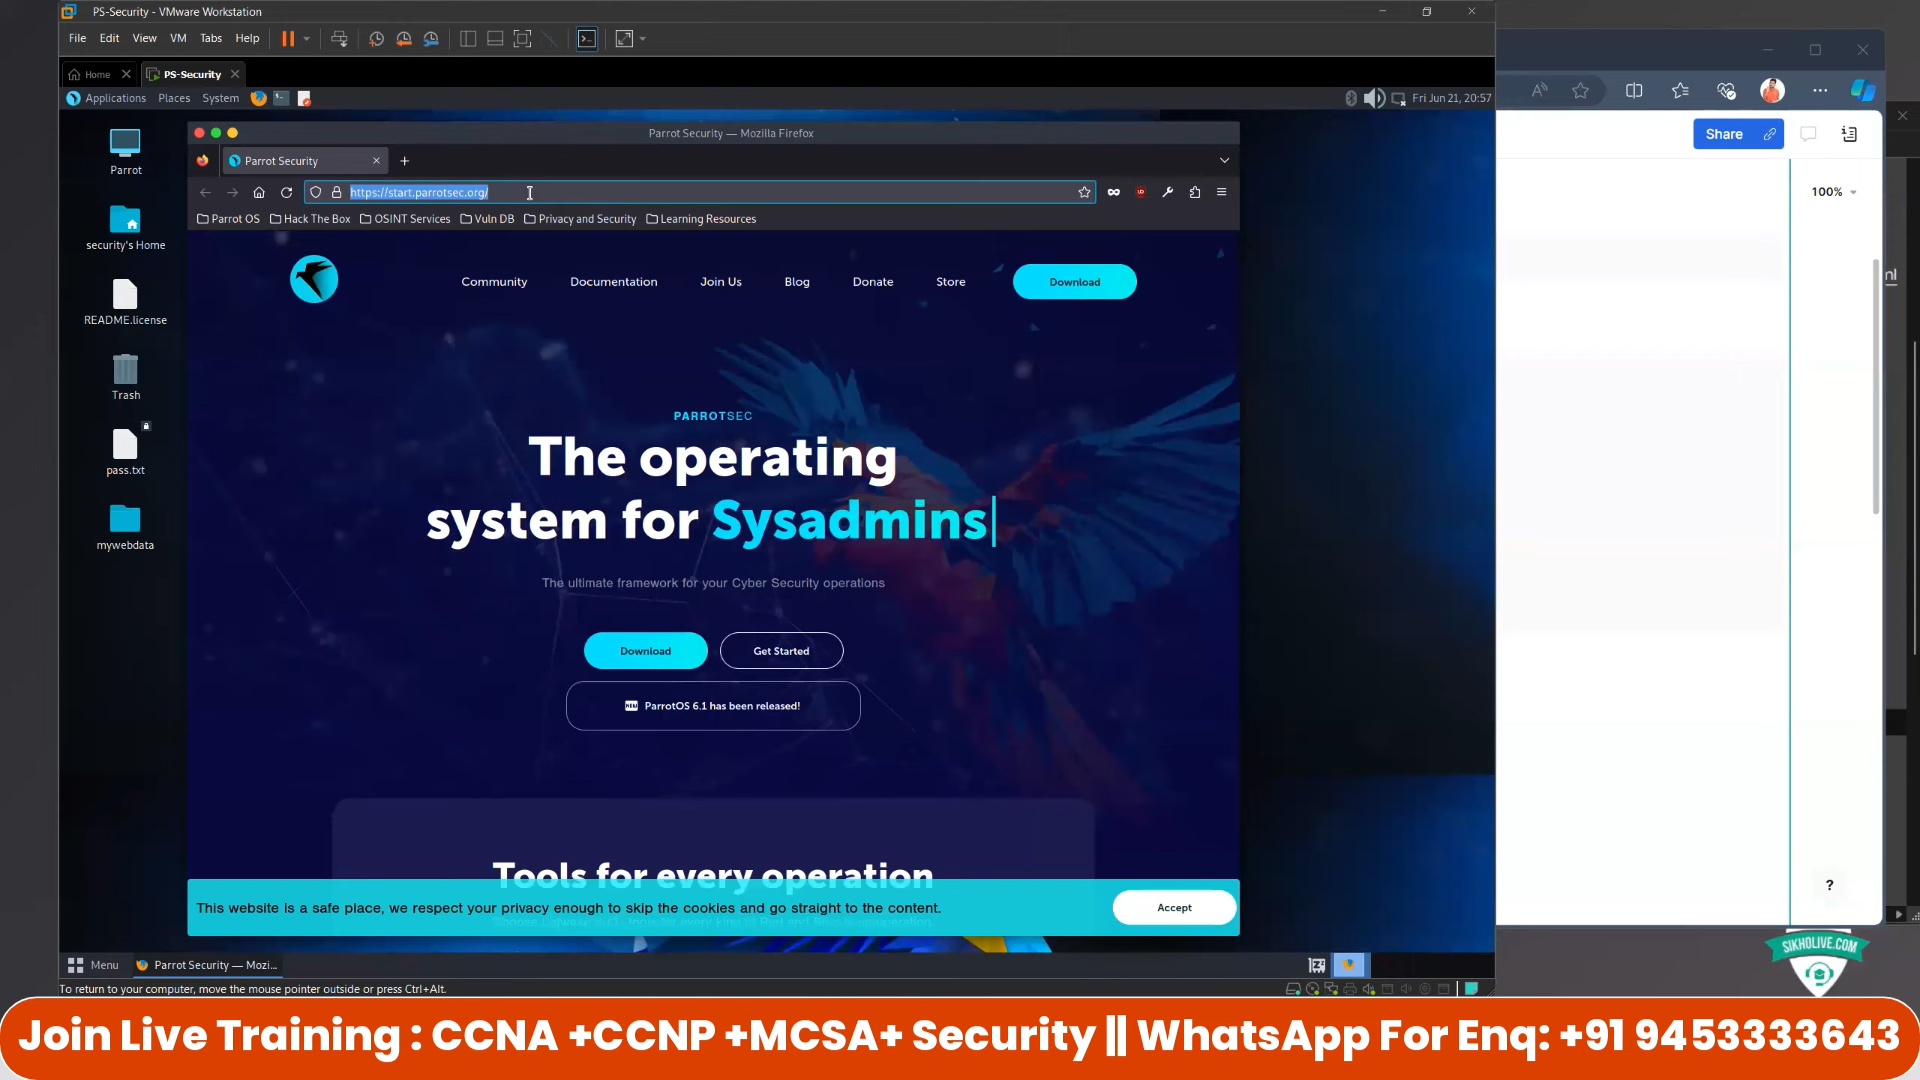 PS-Security - VMware Workstation
File Edit View VM Tabs Help
Home
PS-Security
Applications Places System
Fri Jun 21, 20:57
Parrot Security — Mozilla Firefox
Parrot Security
https://start.parrotsec.org/
Parrot OS Hack The Box OSINT Services Vuln DB Privacy and Security Learning Resources
Share
100%
Parrot
security's Home
README.license
Trash
pass.txt
mywebdata
Community Documentation Join Us Blog Donate Store Download
PARROTSEC
The operating
system for Sysadmins
The ultimate framework for your Cyber Security operations
Download Get Started
NEW ParrotOS 6.1 has been released!
Tools for every operation
This website is a safe place, we respect your privacy enough to skip the cookies and go straight to the content.
Accept
?
Menu Parrot Security — Mozi...
To return to your computer, move the mouse pointer outside or press Ctrl+Alt.
SIKHOLIVE.COM
Join Live Training : CCNA +CCNP +MCSA+ Security || WhatsApp For Enq: +91 9453333643